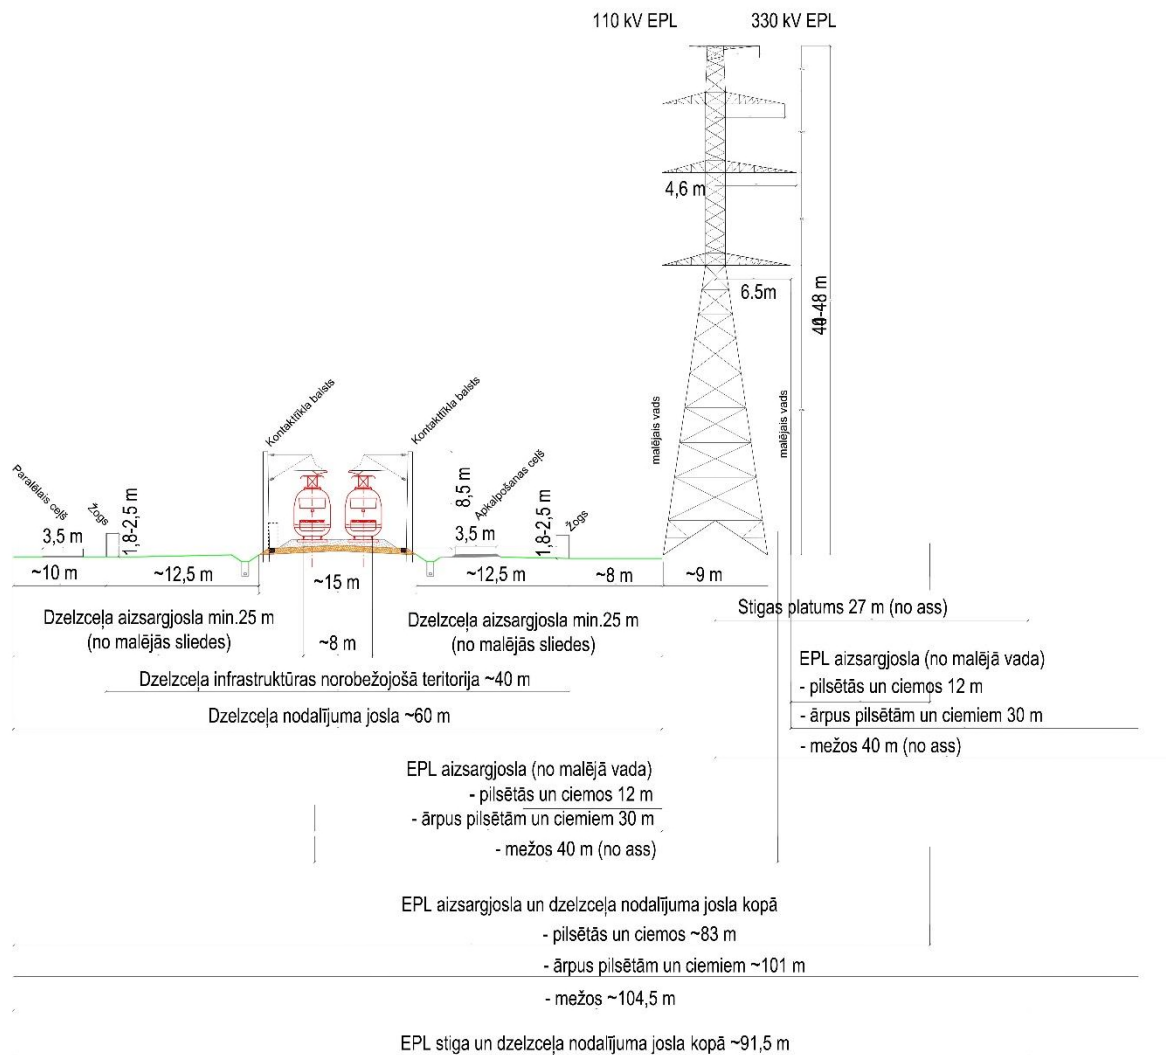 110 kV EPL
330 kV EPL
4,6 m
6.5m
malējais vads
malējais vads
Kontakttīkla balsts
Kontakttīkla balsts
Paralēlais ceļš
Žogs
1,8-2,5 m
3,5 m
8,5 m
Apkalpošanas ceļš
3,5 m
1,8-2,5 m
Žogs
~10 m
~12,5 m
~15 m
~12,5 m
~8 m
~9 m
Dzelzceļa aizsargjosla min.25 m
(no malējās sliedes)
~8 m
Dzelzceļa aizsargjosla min.25 m
(no malējās sliedes)
Stigas platums 27 m (no ass)
Dzelzceļa infrastruktūras norobežojošā teritorija ~40 m
Dzelzceļa nodalījuma josla ~60 m
EPL aizsargjosla (no malējā vada)
- pilsētās un ciemos 12 m
- ārpus pilsētām un ciemiem 30 m
- mežos 40 m (no ass)
EPL aizsargjosla (no malējā vada)
- pilsētās un ciemos 12 m
- ārpus pilsētām un ciemiem 30 m
- mežos 40 m (no ass)
EPL aizsargjosla un dzelzceļa nodalījuma josla kopā
- pilsētās un ciemos ~83 m
- ārpus pilsētām un ciemiem ~101 m
- mežos ~104,5 m
EPL stiga un dzelzceļa nodalījuma josla kopā ~91,5 m